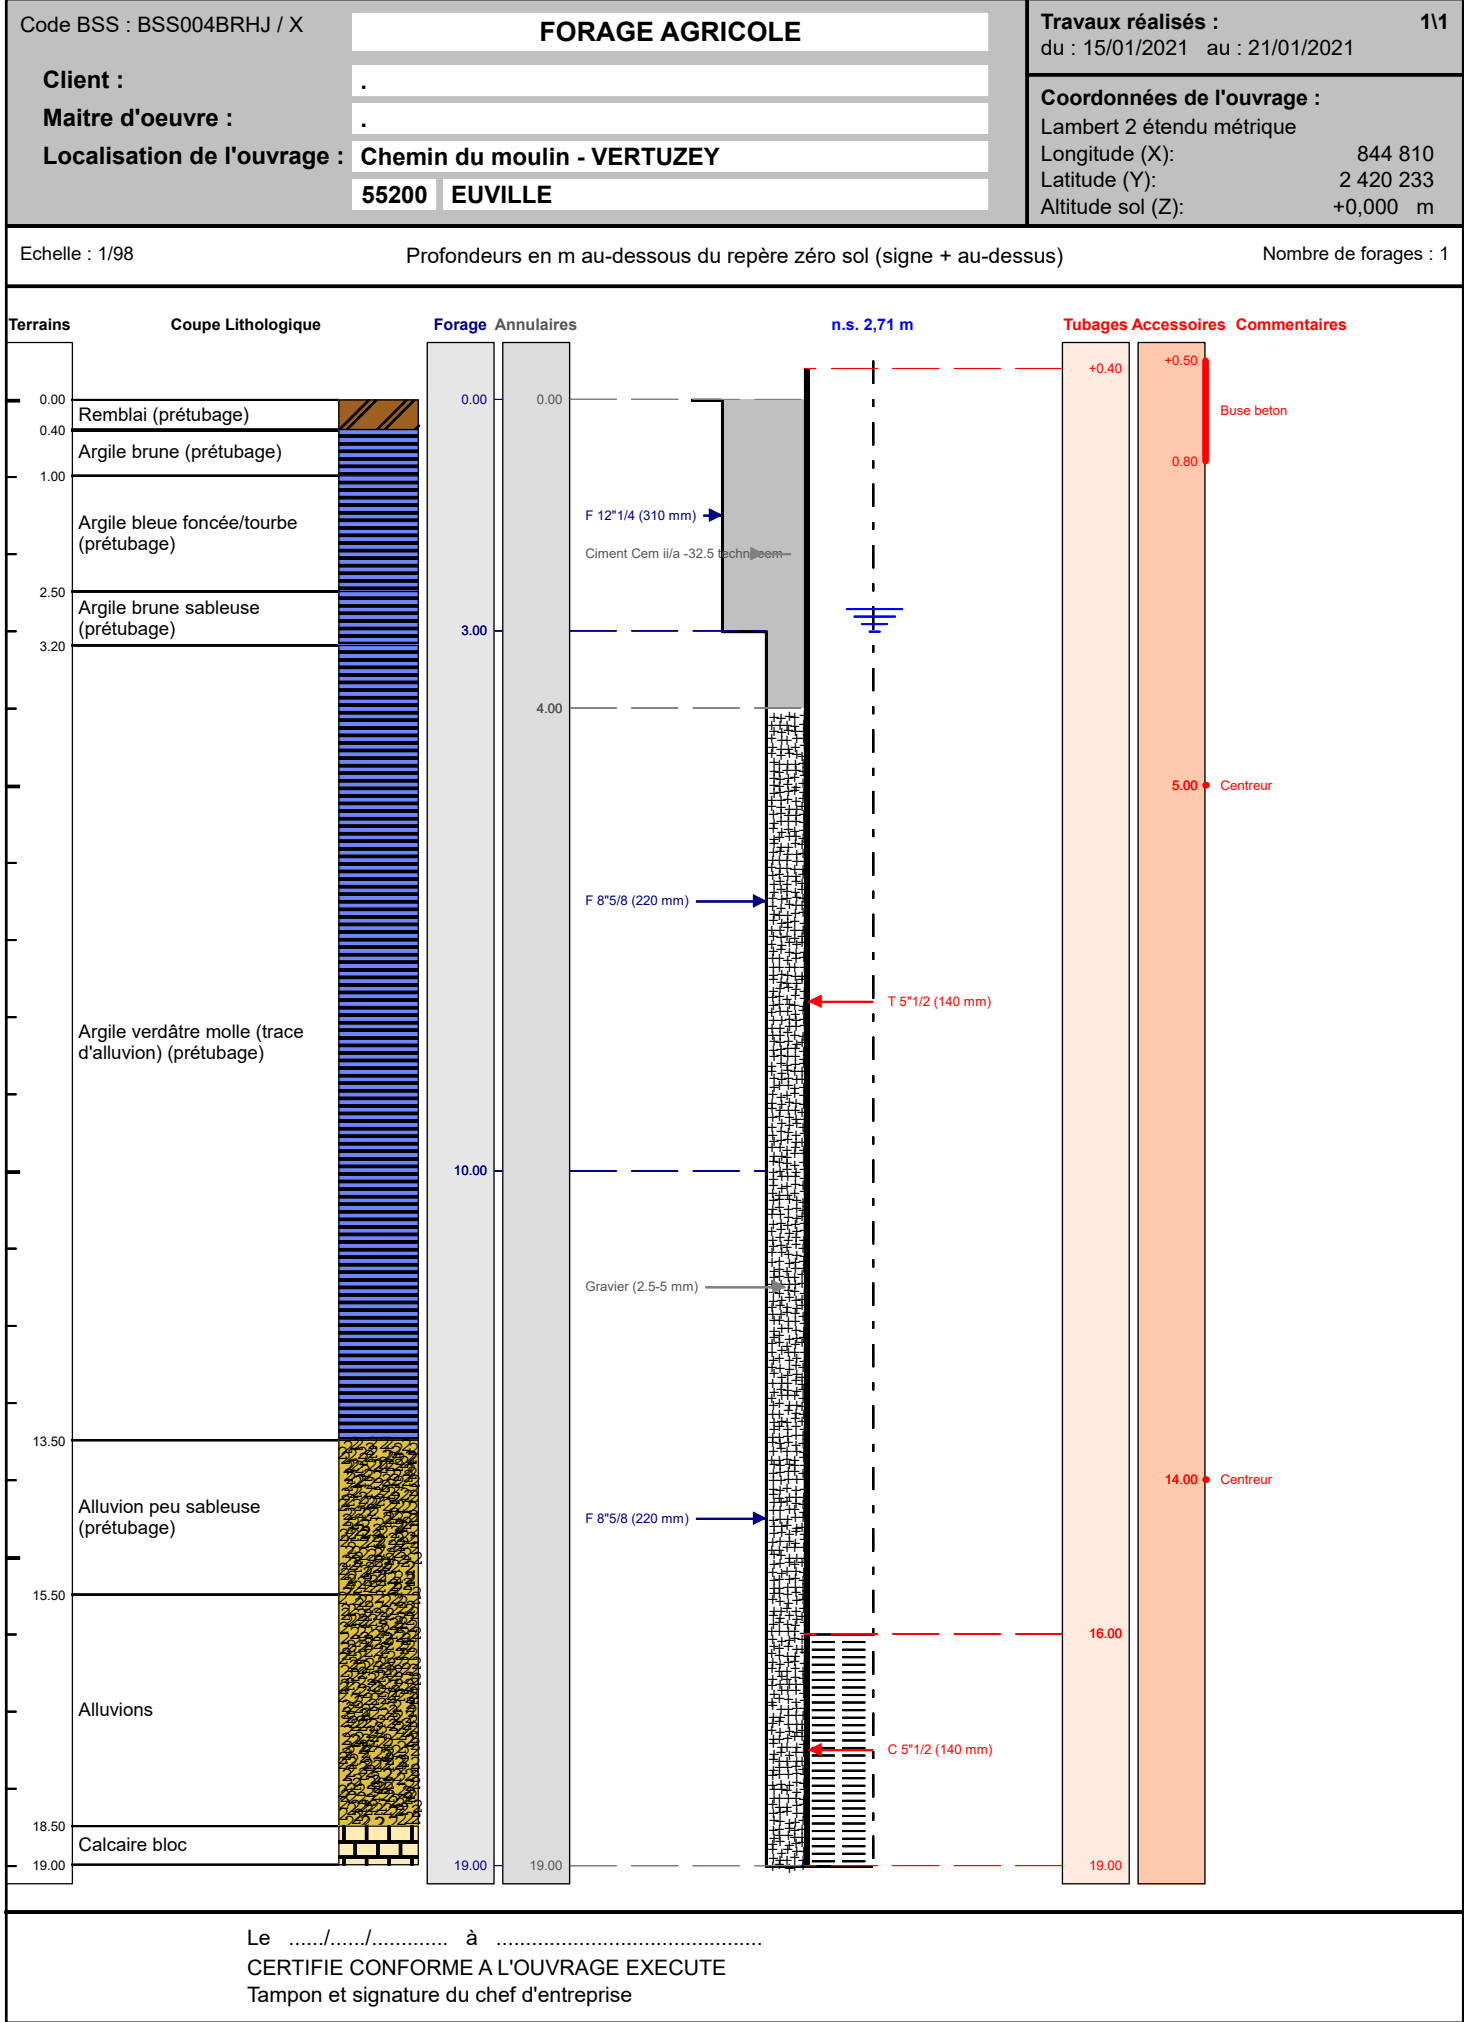 Code BSS : BSS004BRHJ / X
FORAGE AGRICOLE
Client :
.
Maitre d'oeuvre :
.
Localisation de l'ouvrage :
Chemin du moulin - VERTUZEY
55200 EUVILLE
Travaux réalisés : 1\1
du : 15/01/2021 au : 21/01/2021
Coordonnées de l'ouvrage :
Lambert 2 étendu métrique
Longitude (X): 844 810
Latitude (Y): 2 420 233
Altitude sol (Z): +0,000 m
Echelle : 1/98
Profondeurs en m au-dessous du repère zéro sol (signe + au-dessus)
Nombre de forages : 1
Terrains
Coupe Lithologique
Forage
Annulaires
n.s. 2,71 m
Tubages
Accessoires
Commentaires
0.00
Remblai (prétubage)
0.40
Argile brune (prétubage)
1.00
Argile bleue foncée/tourbe
(prétubage)
2.50
Argile brune sableuse
(prétubage)
3.20
Argile verdâtre molle (trace
d'alluvion) (prétubage)
13.50
Alluvion peu sableuse
(prétubage)
15.50
Alluvions
18.50
Calcaire bloc
19.00
0.00
3.00
10.00
19.00
0.00
4.00
19.00
F 12"1/4 (310 mm)
Ciment Cem ii/a -32.5 technocem
F 8"5/8 (220 mm)
T 5"1/2 (140 mm)
Gravier (2.5-5 mm)
F 8"5/8 (220 mm)
C 5"1/2 (140 mm)
+0.40
16.00
19.00
+0.50
Buse beton
0.80
5.00
Centreur
14.00
Centreur
Le ....../....../............. à .............................................
CERTIFIE CONFORME A L'OUVRAGE EXECUTE
Tampon et signature du chef d'entreprise